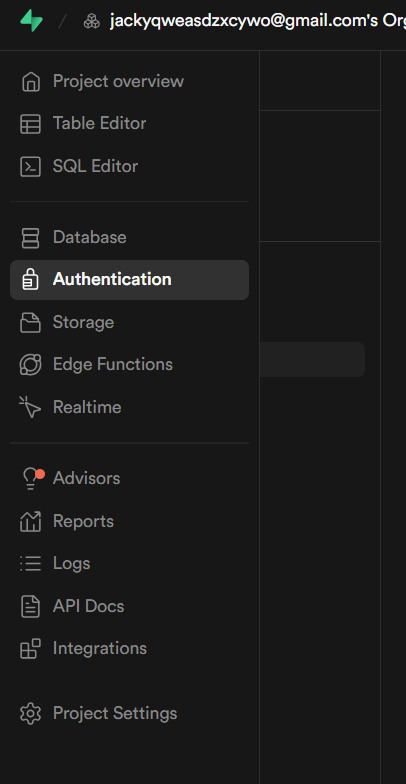 / jackyqweasdzxcywo@gmail.com's Org
Project overview
Table Editor
SQL Editor
Database
Authentication
Storage
Edge Functions
Realtime
Advisors
Reports
Logs
API Docs
Integrations
Project Settings